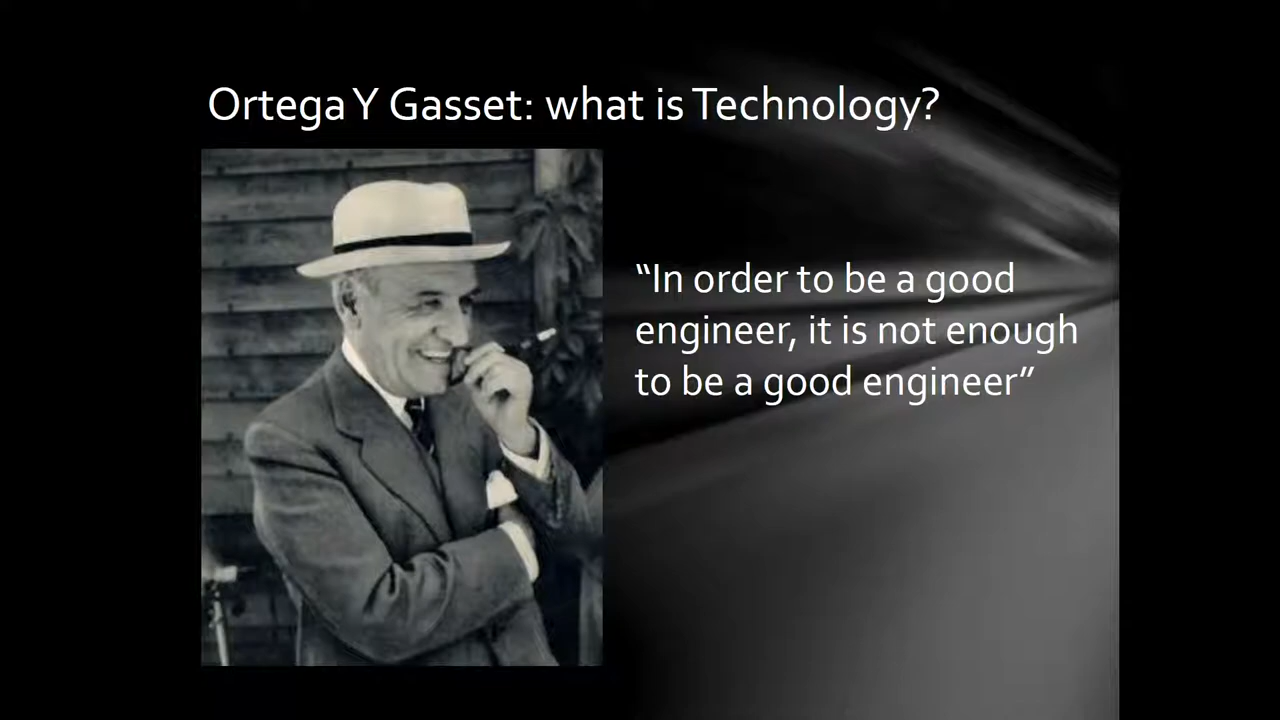 Ortega Y Gasset: what is Technology?
“In order to be a good
engineer, it is not enough
to be a good engineer”